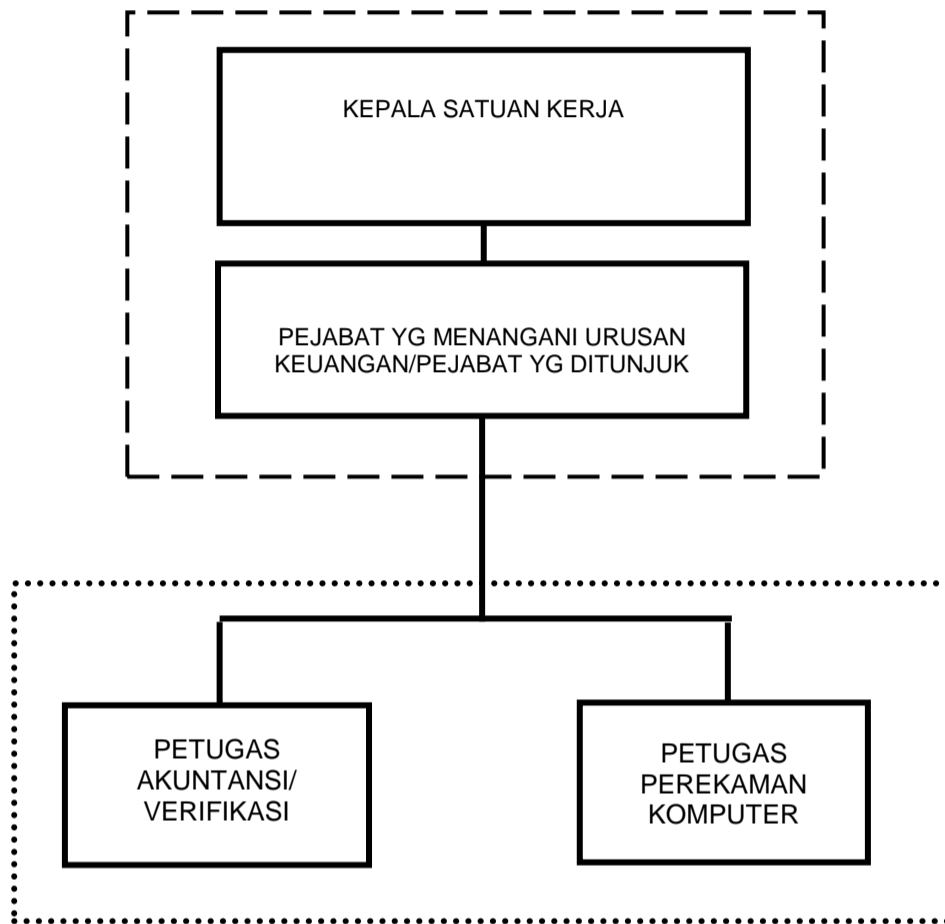 KEPALA SATUAN KERJA
PEJABAT YG MENANGANI URUSAN
KEUANGAN/PEJABAT YG DITUNJUK
PETUGAS
AKUNTANSI/
VERIFIKASI
PETUGAS
PEREKAMAN
KOMPUTER